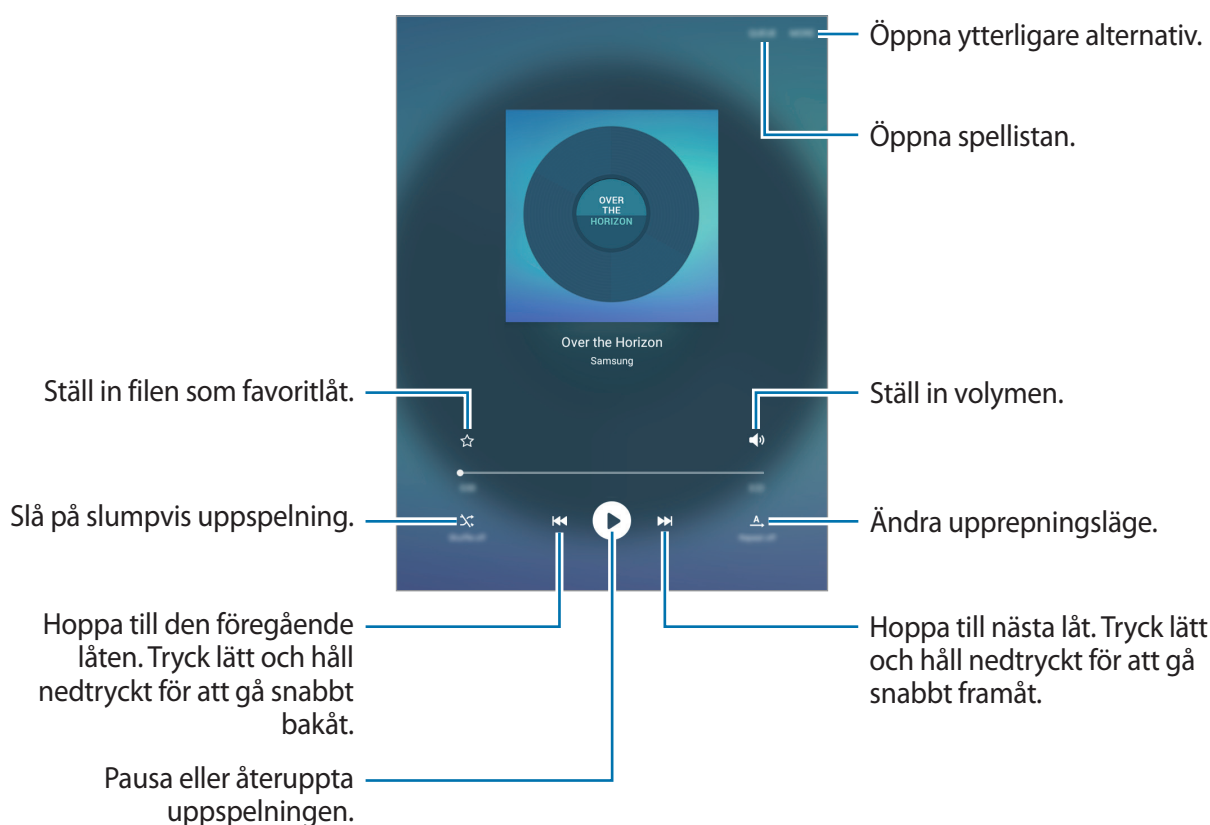 Öppna ytterligare alternativ.
Öppna spellistan.
OVER
THE
HORIZON
Over the Horizon
Samsung
Ställ in filen som favoritlåt.
Ställ in volymen.
Slå på slumpvis uppspelning.
A
Ändra upprepningsläge.
Hoppa till den föregående
låten. Tryck lätt och håll
nedtryckt för att gå snabbt
bakåt.
Hoppa till nästa låt. Tryck lätt
och håll nedtryckt för att gå
snabbt framåt.
Pausa eller återuppta
uppspelningen.